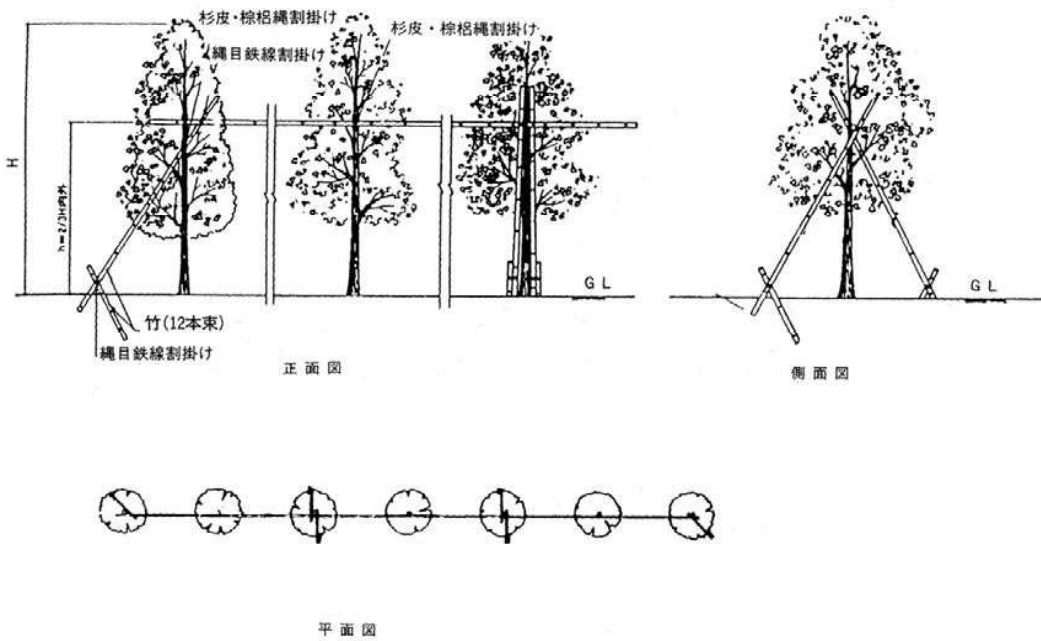 杉皮・棕梠縄割掛け
縄目鉄線割掛け
杉皮・棕梠縄割掛け
H
h=2/3H内外
GL
竹(12本束)
縄目鉄線割掛け
正面図
GL
側面図
平面図